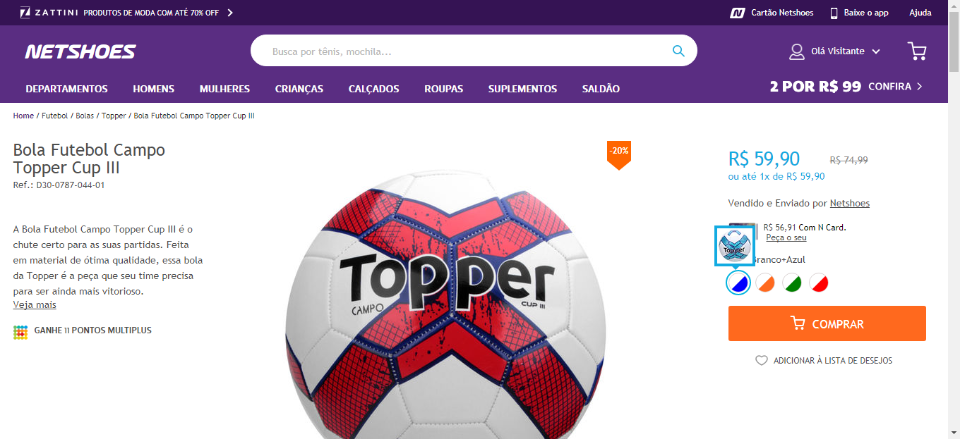 ZATTINI PRODUTOS DE MODA COM ATÉ 70% OFF
Cartão Netshoes
Baixe o app
Ajuda
NETSHOES
Busca por tênis, mochila...
Olá Visitante
DEPARTAMENTOS HOMENS MULHERES CRIANÇAS CALÇADOS ROUPAS SUPLEMENTOS SALDÃO
2 POR R$ 99 CONFIRA
Home / Futebol / Bolas / Topper / Bola Futebol Campo Topper Cup III
Bola Futebol Campo
Topper Cup III
Ref.: D30-0787-044-01
A Bola Futebol Campo Topper Cup III é o
chute certo para as suas partidas. Feita
em material de ótima qualidade, essa bola
da Topper é a peça que seu time precisa
para ser ainda mais vitorioso.
Veja mais
GANHE 11 PONTOS MULTIPLUS
-20%
Topper
CAMPO
CUP III
R$ 59,90 R$ 74,99
ou até 1x de R$ 59,90
Vendido e Enviado por Netshoes
R$ 56,91 Com N Card.
Peça o seu
Topper
Branco+Azul
COMPRAR
ADICIONAR À LISTA DE DESEJOS